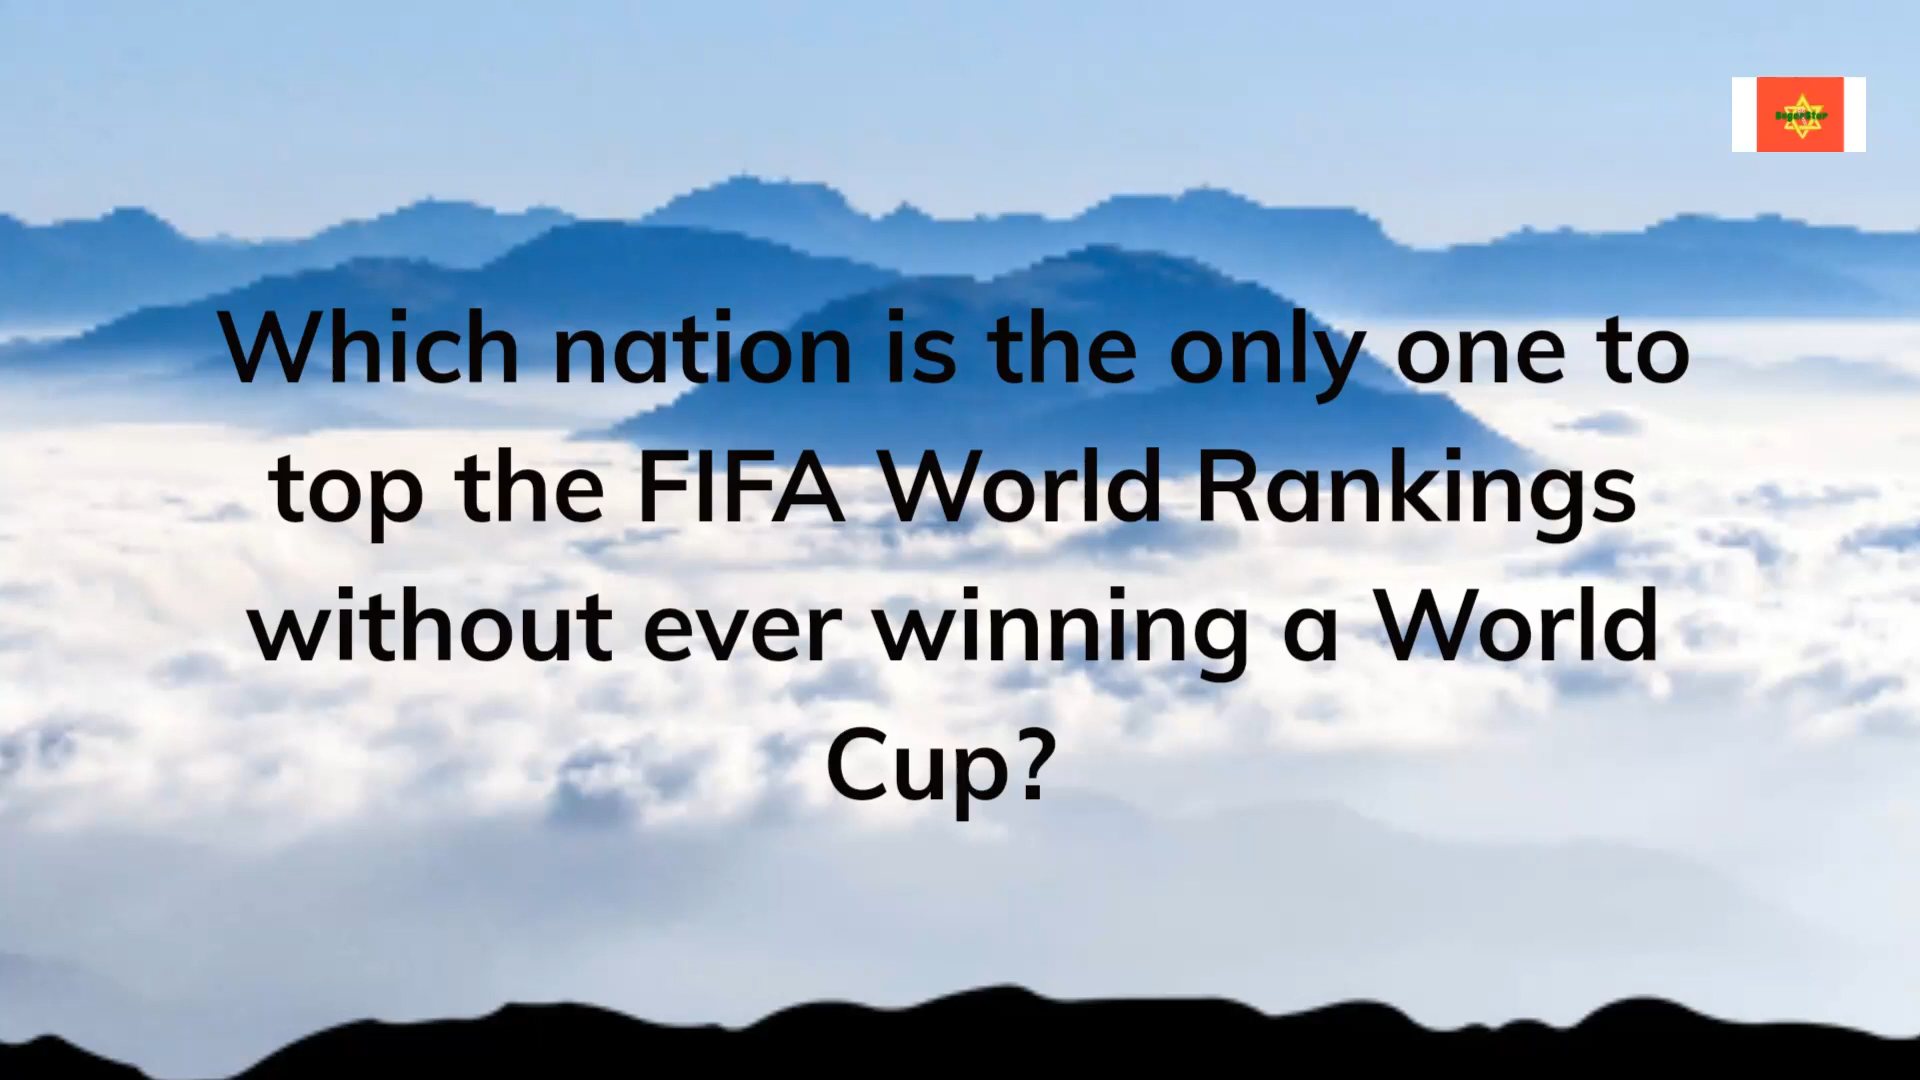 Which nation is the only one to
top the FIFA World Rankings
without ever winning a World
Cup?